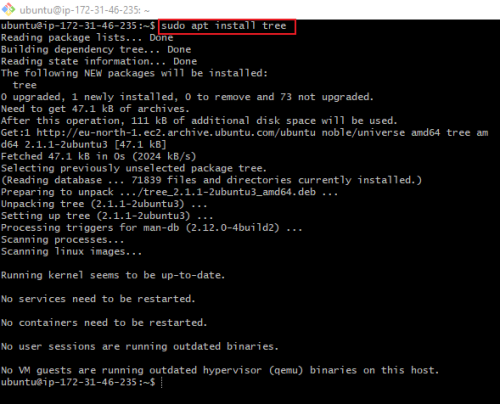 ubuntu@ip-172-31-46-235: ~
ubuntu@ip-172-31-46-235:~$ sudo apt install tree
Reading package lists... Done
Building dependency tree... Done
Reading state information... Done
The following NEW packages will be installed:
  tree
0 upgraded, 1 newly installed, 0 to remove and 73 not upgraded.
Need to get 47.1 kB of archives.
After this operation, 111 kB of additional disk space will be used.
Get:1 http://eu-north-1.ec2.archive.ubuntu.com/ubuntu noble/universe amd64 tree am
d64 2.1.1-2ubuntu3 [47.1 kB]
Fetched 47.1 kB in 0s (2024 kB/s)
Selecting previously unselected package tree.
(Reading database ... 71839 files and directories currently installed.)
Preparing to unpack .../tree_2.1.1-2ubuntu3_amd64.deb ...
Unpacking tree (2.1.1-2ubuntu3) ...
Setting up tree (2.1.1-2ubuntu3) ...
Processing triggers for man-db (2.12.0-4build2) ...
Scanning processes...
Scanning linux images...
Running kernel seems to be up-to-date.
No services need to be restarted.
No containers need to be restarted.
No user sessions are running outdated binaries.
No VM guests are running outdated hypervisor (qemu) binaries on this host.
ubuntu@ip-172-31-46-235:~$